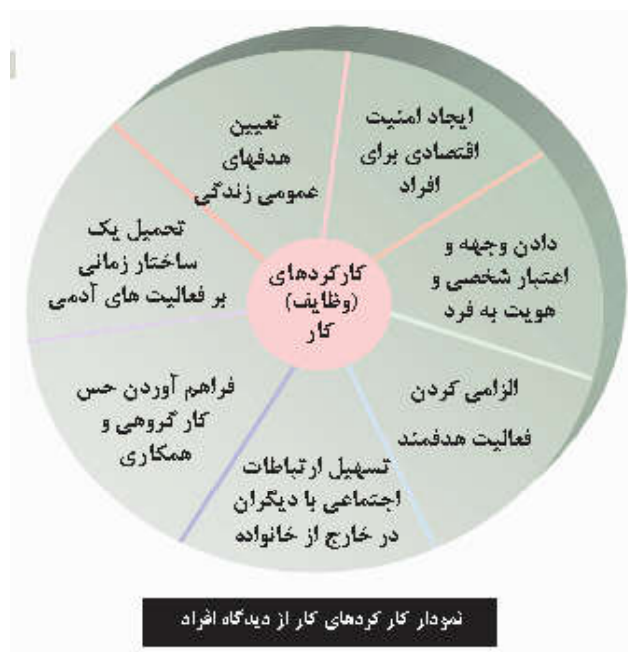 ایجاد امنیت
اقتصادی برای
افراد
دادن وجهه و
اعتبار شخصی و
هویت به فرد
الزامی کردن
فعالیت هدفمند
تسهیل ارتباطات
اجتماعی با دیگران
در خارج از خانواده
فراهم آوردن حس
کار گروهی و
همکاری
تحمیل یک
ساختار زمانی
بر فعالیت های آدمی
تعیین
هدفهای
عمومی زندگی
کارکردهای
(وظایف)
کار
نمودار کار کردهای کار از دیدگاه افراد